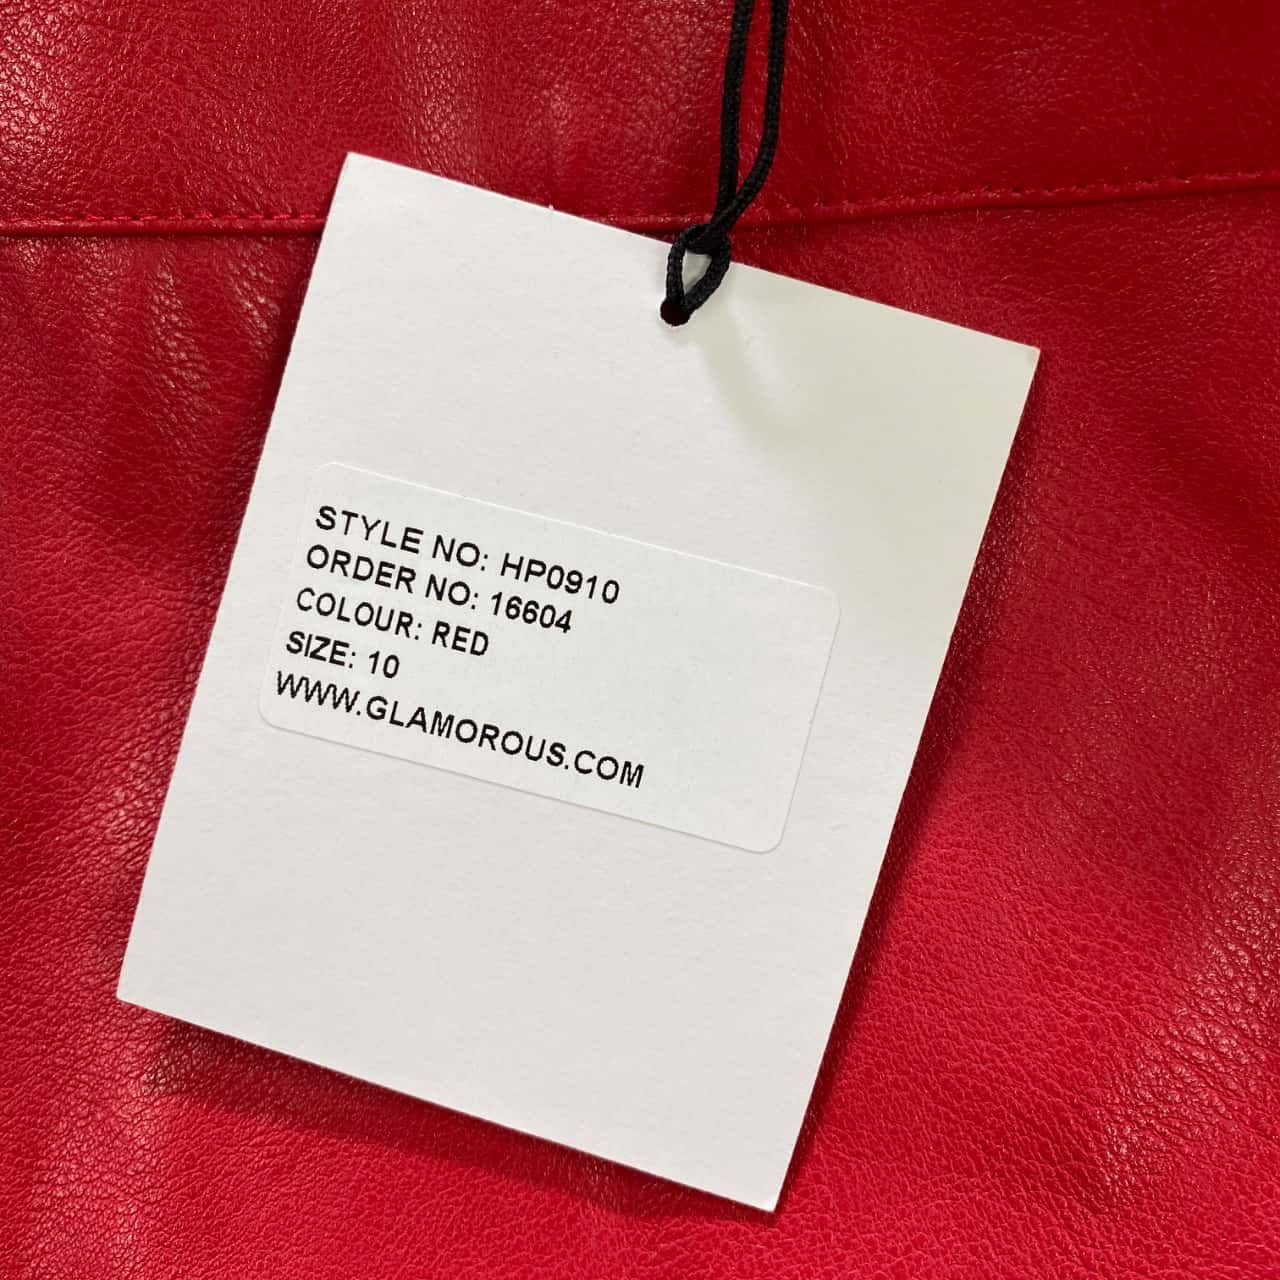 STYLE NO: HP0910
ORDER NO: 16604
COLOUR: RED
SIZE: 10
WWW.GLAMOROUS.COM